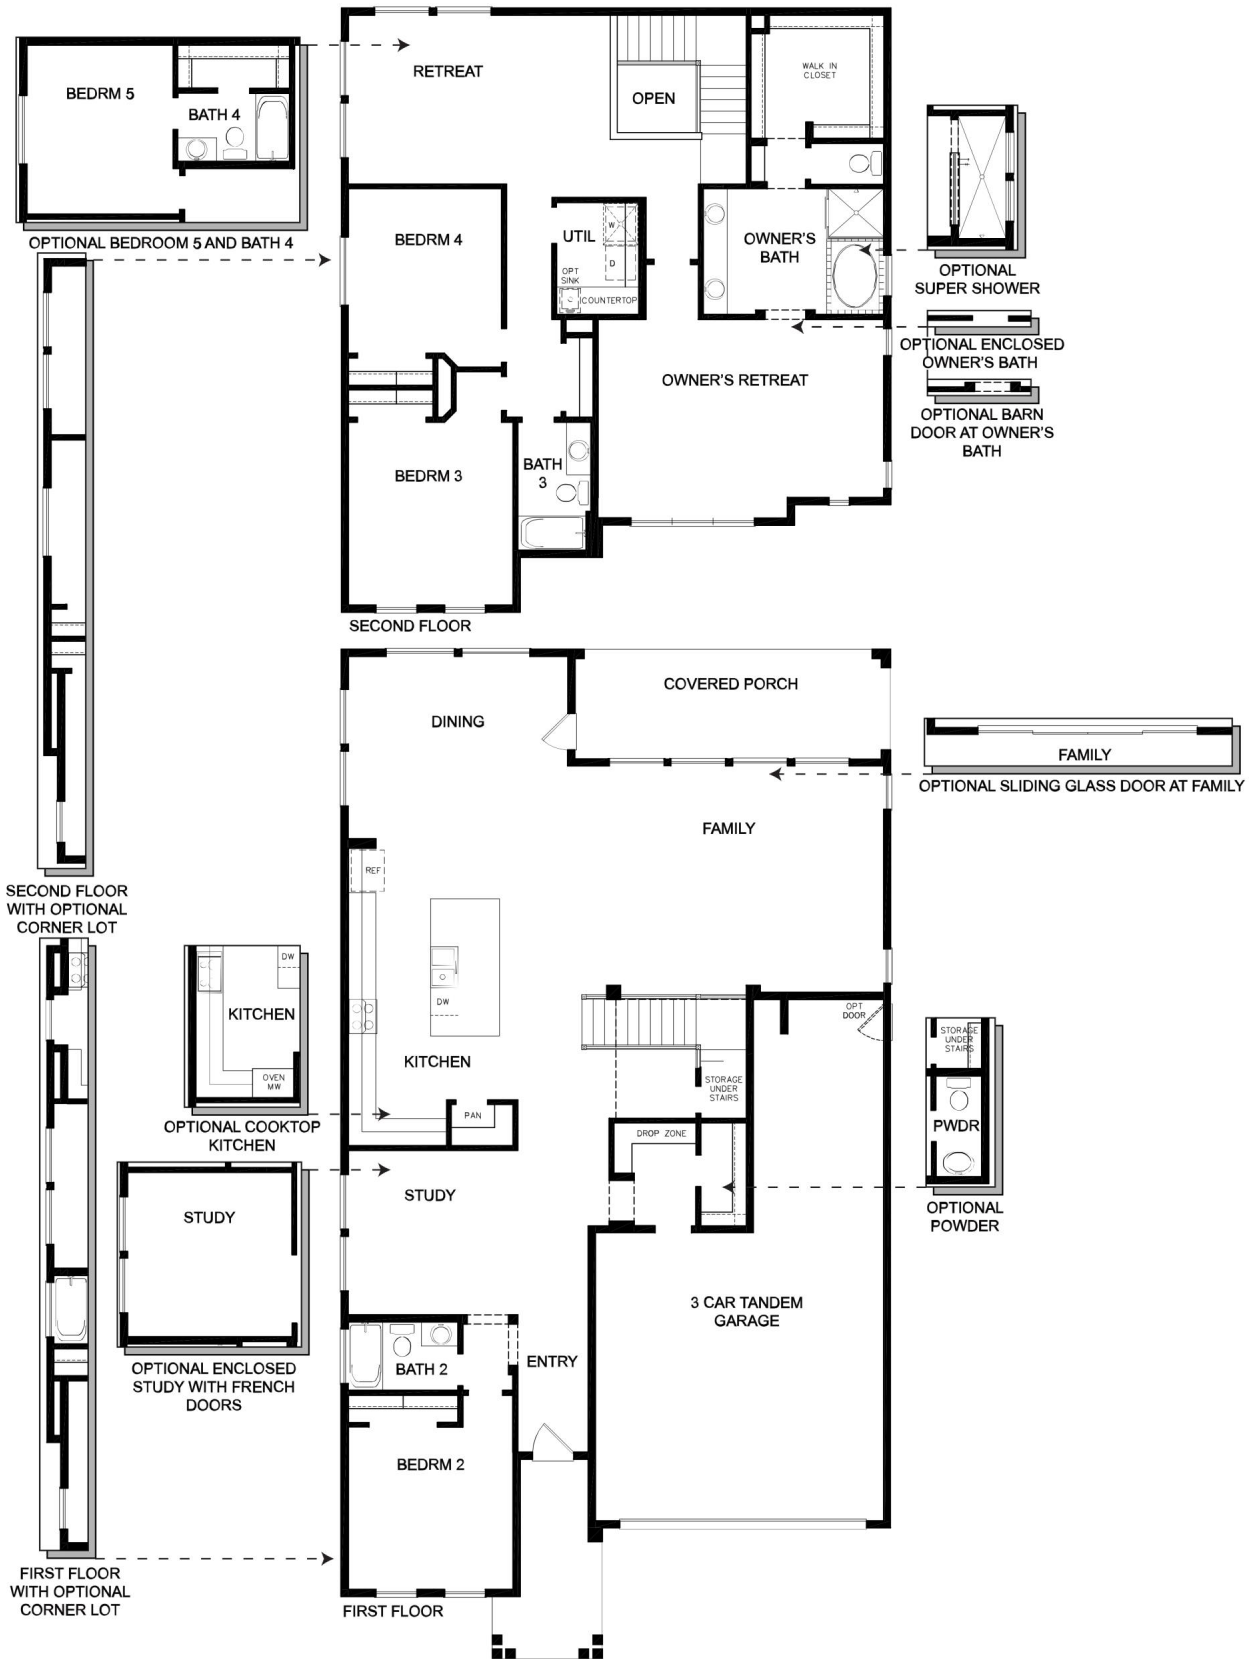 RETREAT
OPEN
WALK IN
CLOSET
BEDRM 5
BATH 4
OPTIONAL BEDROOM 5 AND BATH 4
BEDRM 4
UTIL
W
D
OPT
SINK
COUNTERTOP
OWNER'S
BATH
OPTIONAL
SUPER SHOWER
OPTIONAL ENCLOSED
OWNER'S BATH
OWNER'S RETREAT
OPTIONAL BARN
DOOR AT OWNER'S
BATH
BEDRM 3
BATH
3
SECOND FLOOR
COVERED PORCH
DINING
FAMILY
OPTIONAL SLIDING GLASS DOOR AT FAMILY
FAMILY
REF
SECOND FLOOR
WITH OPTIONAL
CORNER LOT
DW
KITCHEN
OVEN
MW
OPTIONAL COOKTOP
KITCHEN
DW
KITCHEN
PAN
OPT
DOOR
STORAGE
UNDER
STAIRS
STORAGE
UNDER
STAIRS
PWDR
OPTIONAL
POWDER
DROP ZONE
STUDY
STUDY
OPTIONAL ENCLOSED
STUDY WITH FRENCH
DOORS
3 CAR TANDEM
GARAGE
BATH 2
ENTRY
BEDRM 2
FIRST FLOOR
WITH OPTIONAL
CORNER LOT
FIRST FLOOR